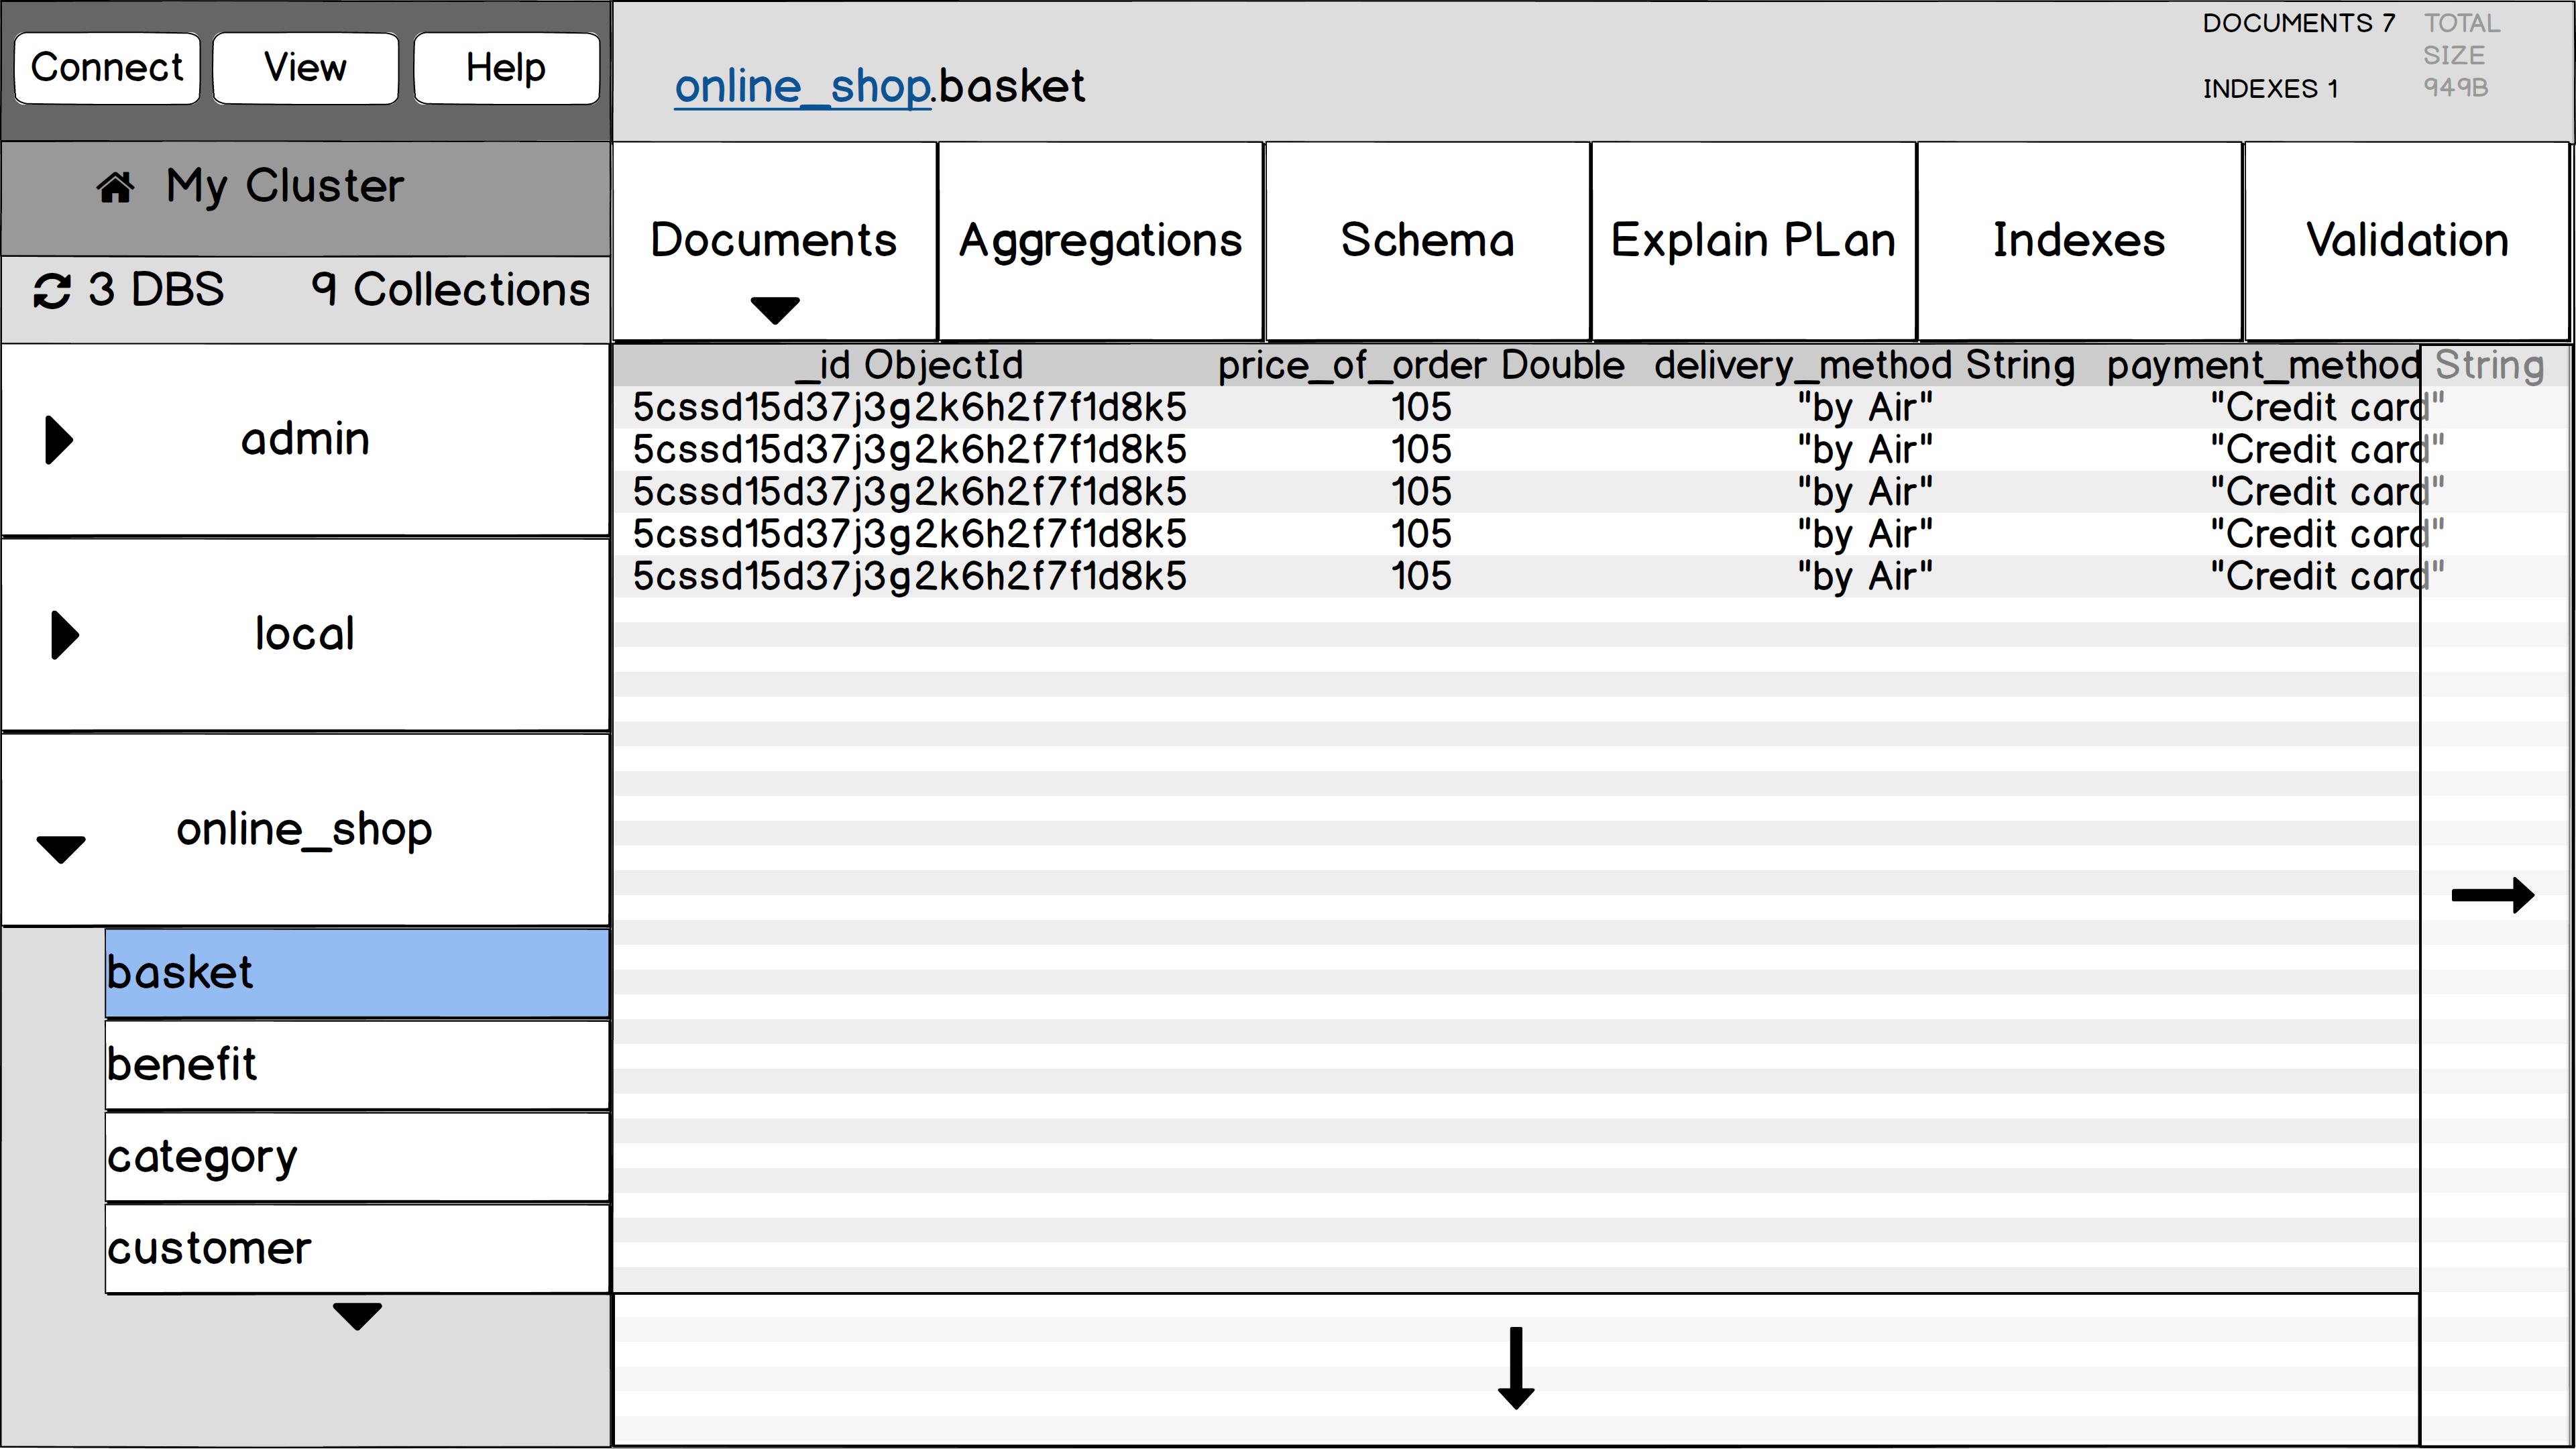 Connect View Help
My Cluster
3 DBS 9 Collections
admin
local
online_shop
basket
benefit
category
customer
online_shop.basket
DOCUMENTS 7
INDEXES 1
TOTAL
SIZE
949B
Documents Aggregations Schema Explain PLan Indexes Validation
_id ObjectId price_of_order Double delivery_method String payment_method String
5cssd15d37j3g2k6h2f7f1d8k5 105 "by Air" "Credit card"
5cssd15d37j3g2k6h2f7f1d8k5 105 "by Air" "Credit card"
5cssd15d37j3g2k6h2f7f1d8k5 105 "by Air" "Credit card"
5cssd15d37j3g2k6h2f7f1d8k5 105 "by Air" "Credit card"
5cssd15d37j3g2k6h2f7f1d8k5 105 "by Air" "Credit card"